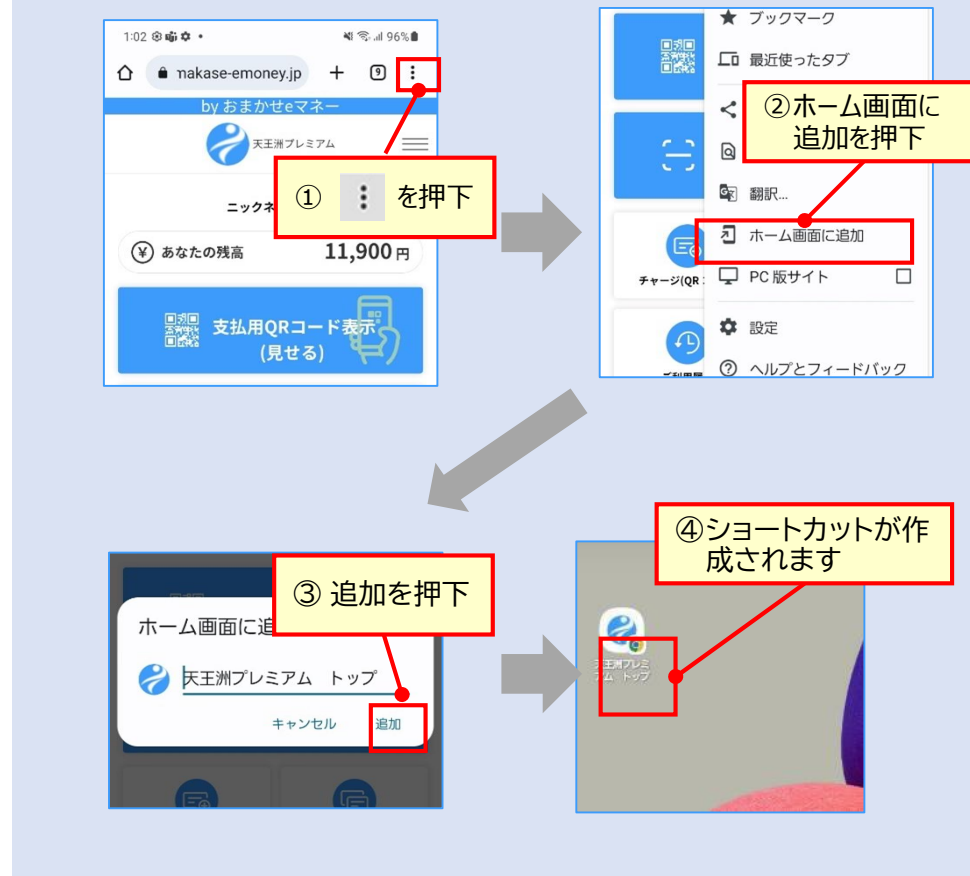 1:02
96%
nakase-emoney.jp
9
by おまかせeマネー
天王洲プレミアム
①
を押下
ニックネ
¥ あなたの残高
11,900 円
支払用QRコード表示
(見せる)
ブックマーク
最近使ったタブ
②ホーム画面に
追加を押下
翻訳...
ホーム画面に追加
チャージ(QR
PC 版サイト
設定
ヘルプとフィードバック
③ 追加を押下
ホーム画面に追
天王洲プレミアム トップ
キャンセル
追加
④ショートカットが作
成されます
天王洲プレミ
アム トップ